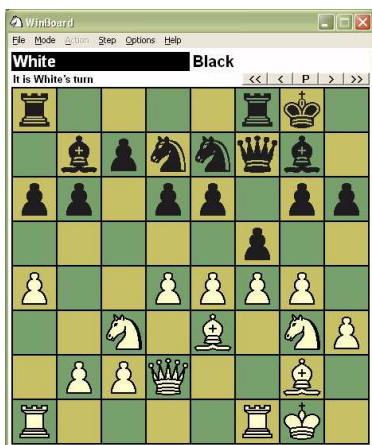 WinBoard
File Mode Action Step Options Help
White Black
It is White's turn << < P > >>